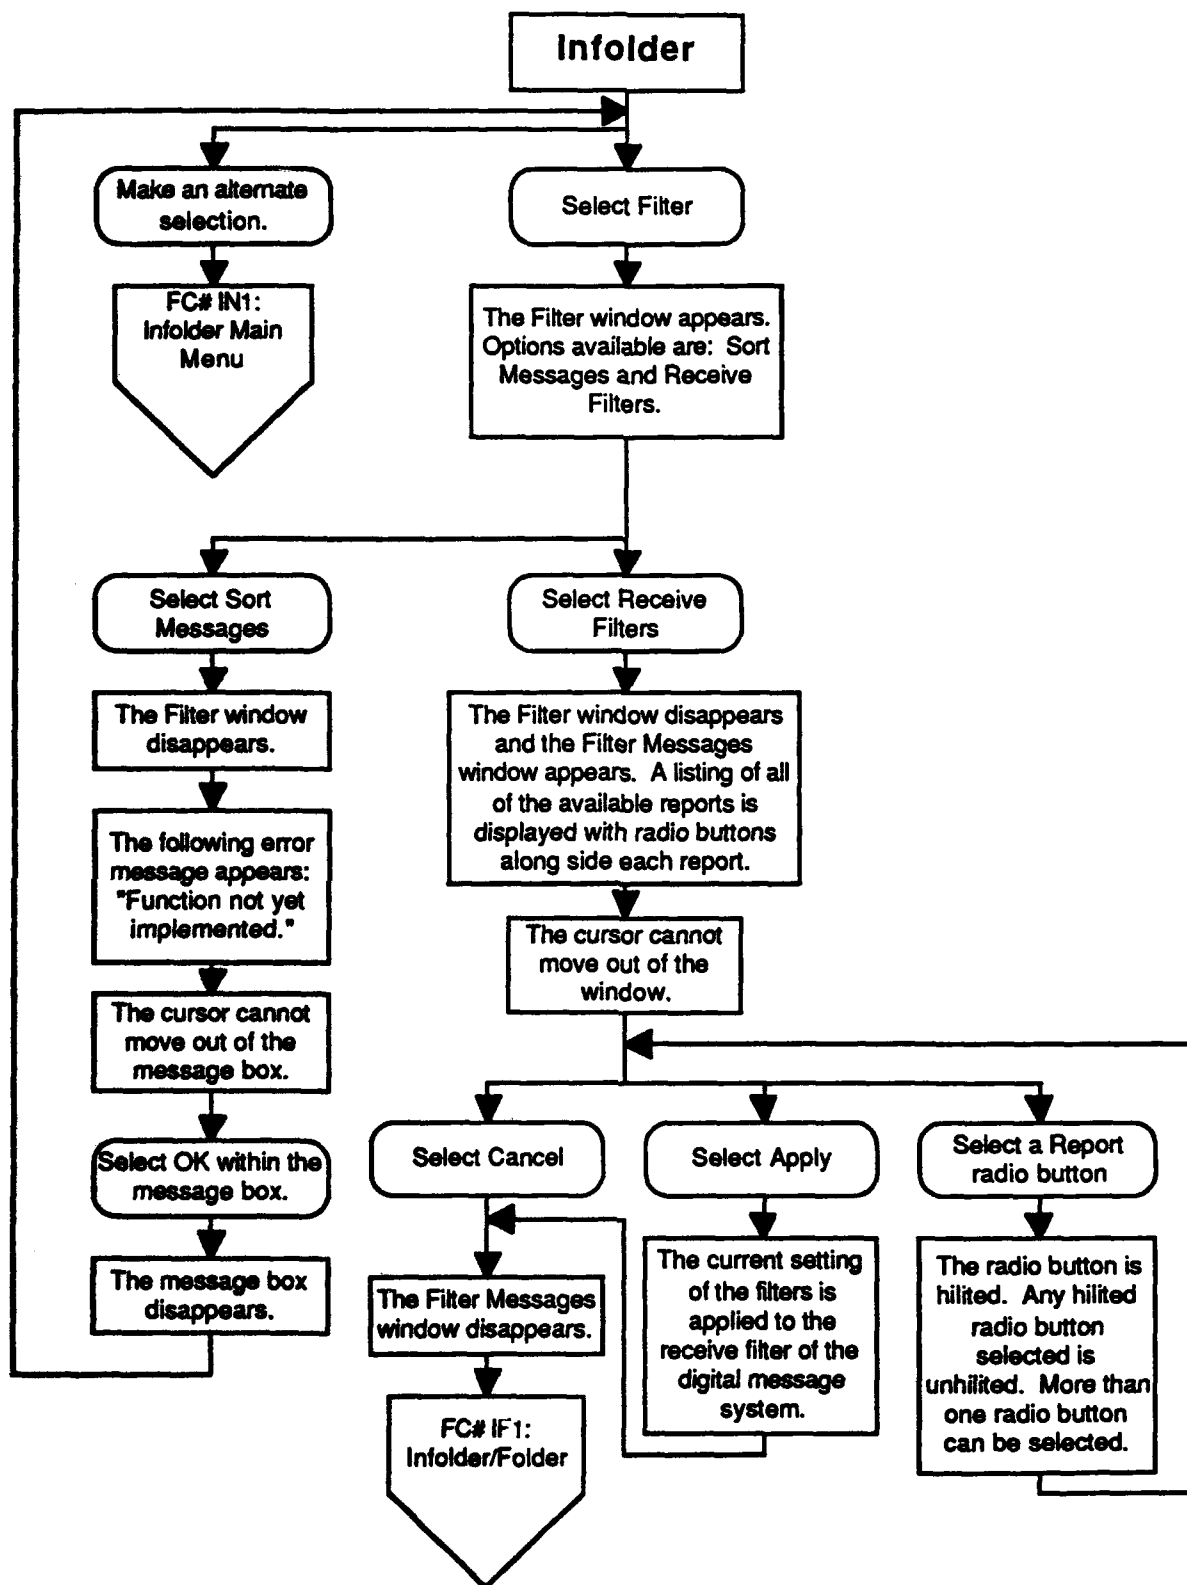 Infolder
Make an alternate
selection.
Select Filter
FC# IN1:
Infolder Main
Menu
The Filter window appears.
Options available are: Sort
Messages and Receive
Filters.
Select Sort
Messages
Select Receive
Filters
The Filter window
disappears.
The Filter window disappears
and the Filter Messages
window appears. A listing of all
of the available reports is
displayed with radio buttons
along side each report.
The following error
message appears:
"Function not yet
implemented."
The cursor cannot
move out of the
window.
The cursor cannot
move out of the
message box.
Select OK within the
message box.
Select Cancel
Select Apply
Select a Report
radio button
The message box
disappears.
The Filter Messages
window disappears.
The current setting
of the filters is
applied to the
receive filter of the
digital message
system.
The radio button is
hilited. Any hilited
radio button
selected is
unhilited. More than
one radio button
can be selected.
FC# IF1:
Infolder/Folder